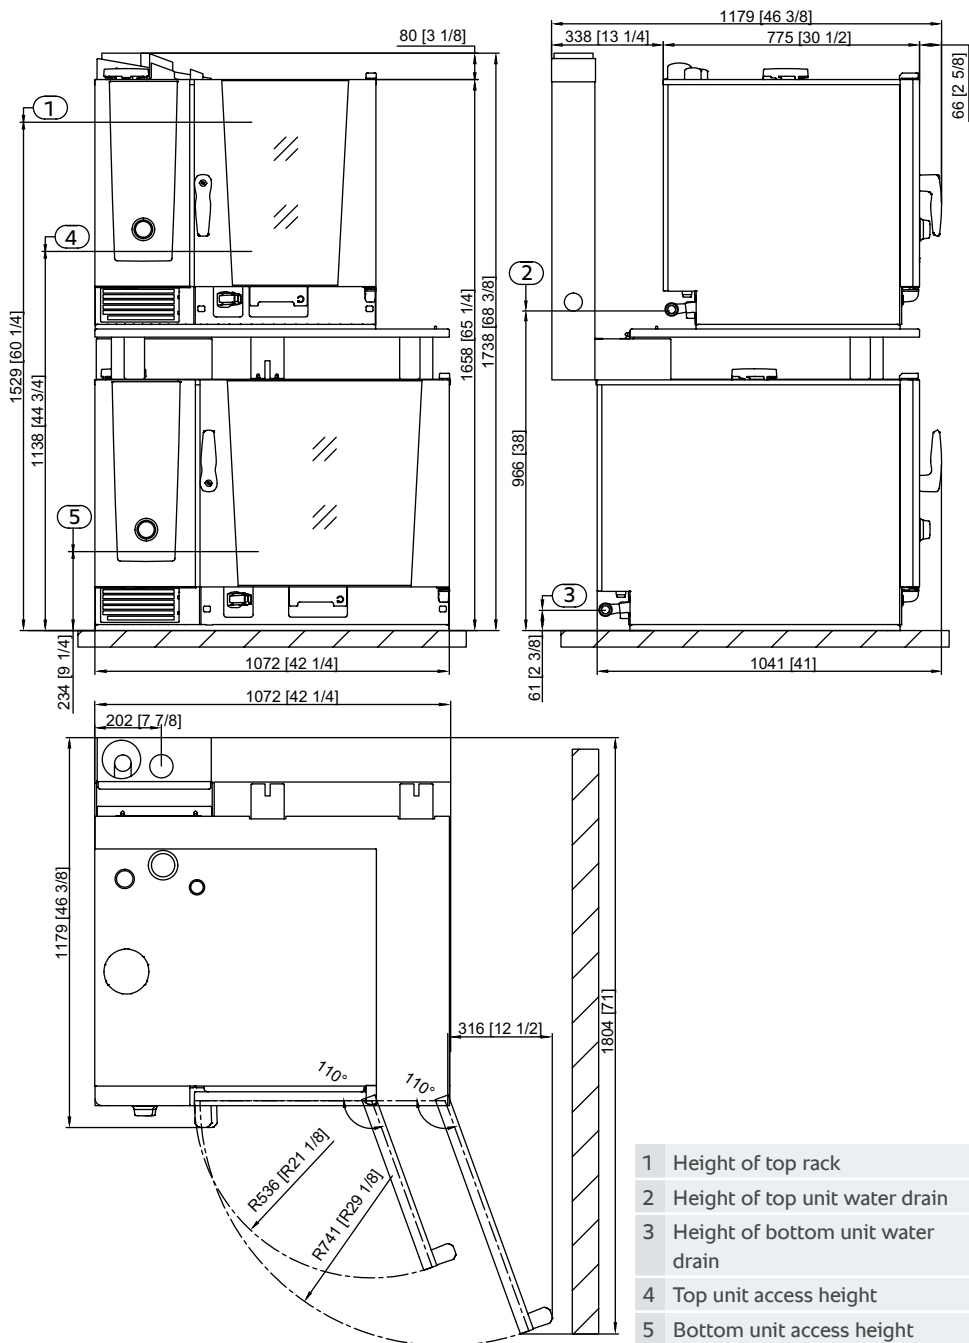 80 [3 1/8]
1179 [46 3/8]
338 [13 1/4]
775 [30 1/2]
66 [2 5/8]
1
4
5
2
3
1529 [60 1/4]
1138 [44 3/4]
234 [9 1/4]
1658 [65 1/4]
1738 [68 3/8]
966 [38]
61 [2 3/8]
1072 [42 1/4]
1041 [41]
1072 [42 1/4]
202 [7 7/8]
1179 [46 3/8]
1804 [71]
316 [12 1/2]
110°
110°
R536 [R21 1/8]
R741 [R29 1/8]
1 Height of top rack
2 Height of top unit water drain
3 Height of bottom unit water
drain
4 Top unit access height
5 Bottom unit access height